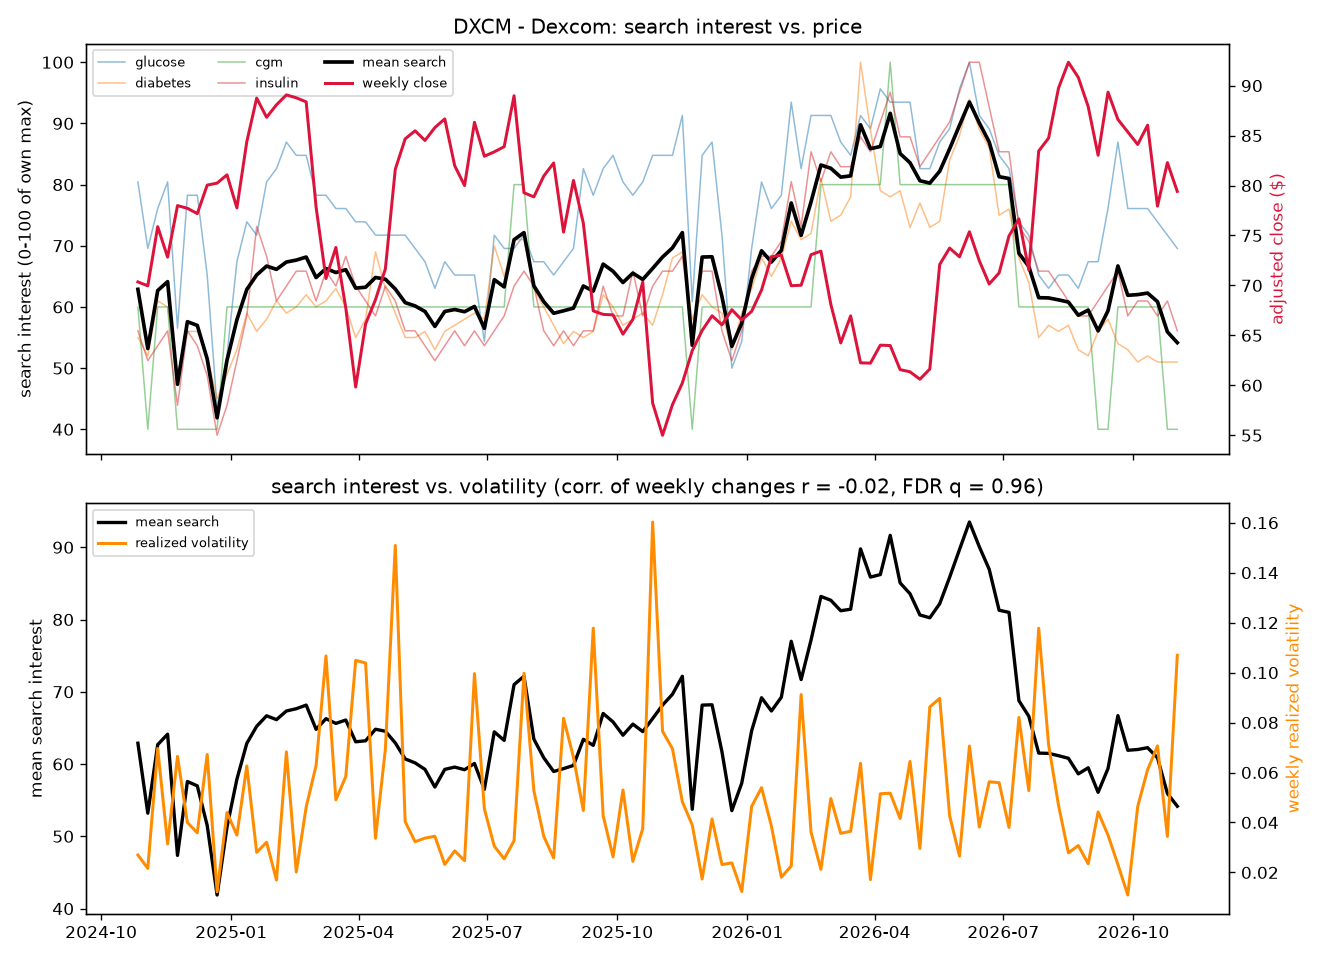 DXCM - Dexcom: search interest vs. price
glucose
diabetes
cgm
insulin
mean search
weekly close
search interest (0-100 of own max)
100
90
80
70
60
50
40
adjusted close ($)
90
85
80
75
70
65
60
55
search interest vs. volatility (corr. of weekly changes r = -0.02, FDR q = 0.96)
mean search
realized volatility
mean search interest
90
80
70
60
50
40
weekly realized volatility
0.16
0.14
0.12
0.10
0.08
0.06
0.04
0.02
2024-10
2025-01
2025-04
2025-07
2025-10
2026-01
2026-04
2026-07
2026-10